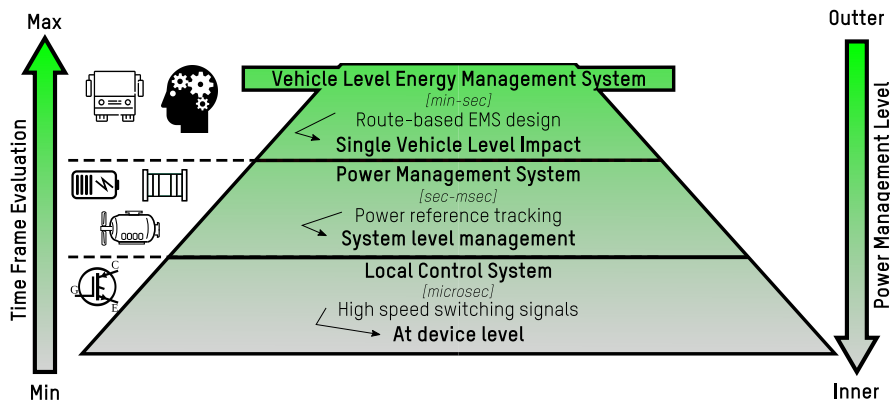 Max
Outter
Vehicle Level Energy Management System
[min-sec]
Route-based EMS design
Single Vehicle Level Impact
Power Management System
[sec-msec]
Power reference tracking
System level management
Local Control System
[microsec]
High speed switching signals
At device level
C
G
E
Time Frame Evaluation
Power Management Level
Min
Inner